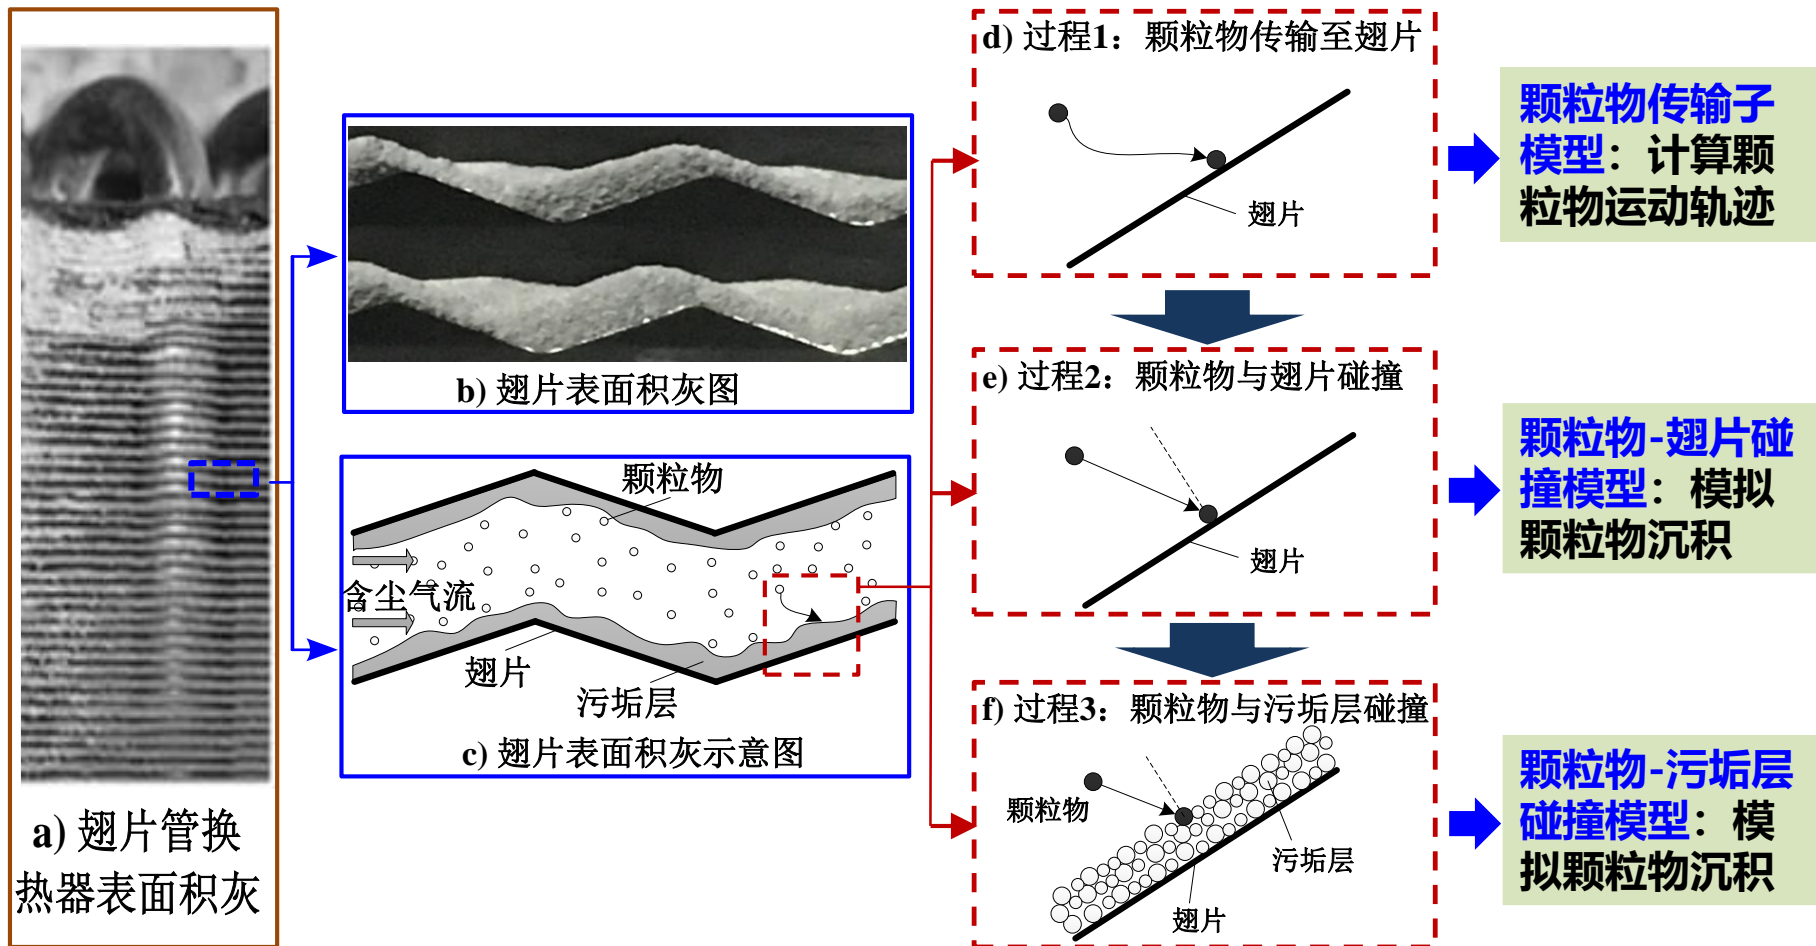 a) 翅片管换
热器表面积灰
b) 翅片表面积灰图
颗粒物
含尘气流
翅片
污垢层
c) 翅片表面积灰示意图
d) 过程1：颗粒物传输至翅片
翅片
颗粒物传输子
模型：计算颗
粒物运动轨迹
e) 过程2：颗粒物与翅片碰撞
翅片
颗粒物-翅片碰
撞模型：模拟
颗粒物沉积
f) 过程3：颗粒物与污垢层碰撞
颗粒物
污垢层
翅片
颗粒物-污垢层
碰撞模型：模
拟颗粒物沉积